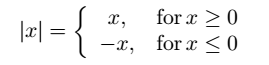 |x| = { x, for x ≥ 0
−x, for x ≤ 0